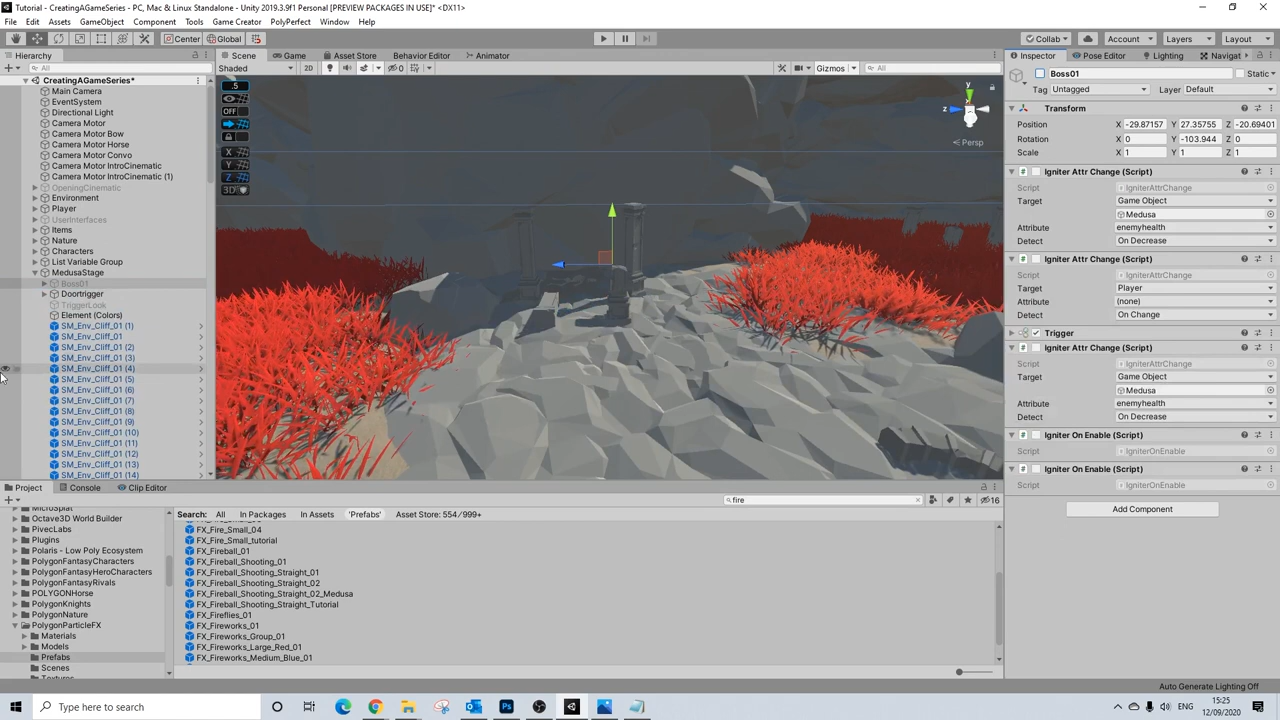 Tutorial - CreatingAGameSeries - PC, Mac & Linux Standalone - Unity 2019.3.9f1 Personal [PREVIEW PACKAGES IN USE]* <DX11>
File Edit Assets GameObject Component Tools Game Creator PolyPerfect Window Help
Center Global Collab Account Layers Layout
Hierarchy
All
CreatingAGameSeries*
Main Camera
EventSystem
Directional Light
Camera Motor
Camera Motor Bow
Camera Motor Horse
Camera Motor Convo
Camera Motor IntroCinematic
Camera Motor IntroCinematic (1)
OpeningCinematic
Environment
Player
UserInterfaces
Items
Nature
Characters
List Variable Group
MedusaStage
Boss01
Doortrigger
TriggerLook
Element (Colors)
SM_Env_Cliff_01 (1)
SM_Env_Cliff_01
SM_Env_Cliff_01 (2)
SM_Env_Cliff_01 (3)
SM_Env_Cliff_01 (4)
SM_Env_Cliff_01 (5)
SM_Env_Cliff_01 (6)
SM_Env_Cliff_01 (7)
SM_Env_Cliff_01 (8)
SM_Env_Cliff_01 (9)
SM_Env_Cliff_01 (10)
SM_Env_Cliff_01 (11)
SM_Env_Cliff_01 (12)
SM_Env_Cliff_01 (13)
SM_Env_Cliff_01 (14)
Scene Game Asset Store Behavior Editor Animator
Shaded 2D 0 Gizmos All
.5
OFF
X
Y
Z
3D
y
z
Persp
Inspector Pose Editor Lighting Navigat
Boss01 Static
Tag Untagged Layer Default
Transform
Position X -29.87157 Y 27.35755 Z -20.69401
Rotation X 0 Y -103.944 Z 0
Scale X 1 Y 1 Z 1
Igniter Attr Change (Script)
Script IgniterAttrChange
Target Game Object
Medusa
Attribute enemyhealth
Detect On Decrease
Igniter Attr Change (Script)
Script IgniterAttrChange
Target Player
Attribute (none)
Detect On Change
Trigger
Igniter Attr Change (Script)
Script IgniterAttrChange
Target Game Object
Medusa
Attribute enemyhealth
Detect On Decrease
Igniter On Enable (Script)
Script IgniterOnEnable
Igniter On Enable (Script)
Script IgniterOnEnable
Add Component
Project Console Clip Editor
fire
16
Octave3D World Builder
PivecLabs
Plugins
Polaris - Low Poly Ecosystem
PolygonFantasyCharacters
PolygonFantasyHeroCharacters
PolygonFantasyRivals
POLYGONHorse
PolygonKnights
PolygonNature
PolygonParticleFX
Materials
Models
Prefabs
Scenes
Textures
Search: All In Packages In Assets 'Prefabs' Asset Store: 554/999+
FX_Fire_Small_04
FX_Fire_Small_tutorial
FX_Fireball_01
FX_Fireball_Shooting_01
FX_Fireball_Shooting_Straight_01
FX_Fireball_Shooting_Straight_02
FX_Fireball_Shooting_Straight_02_Medusa
FX_Fireball_Shooting_Straight_Tutorial
FX_Fireflies_01
FX_Fireworks_01
FX_Fireworks_Group_01
FX_Fireworks_Large_Red_01
FX_Fireworks_Medium_Blue_01
Auto Generate Lighting Off
Type here to search
15:25
12/09/2020